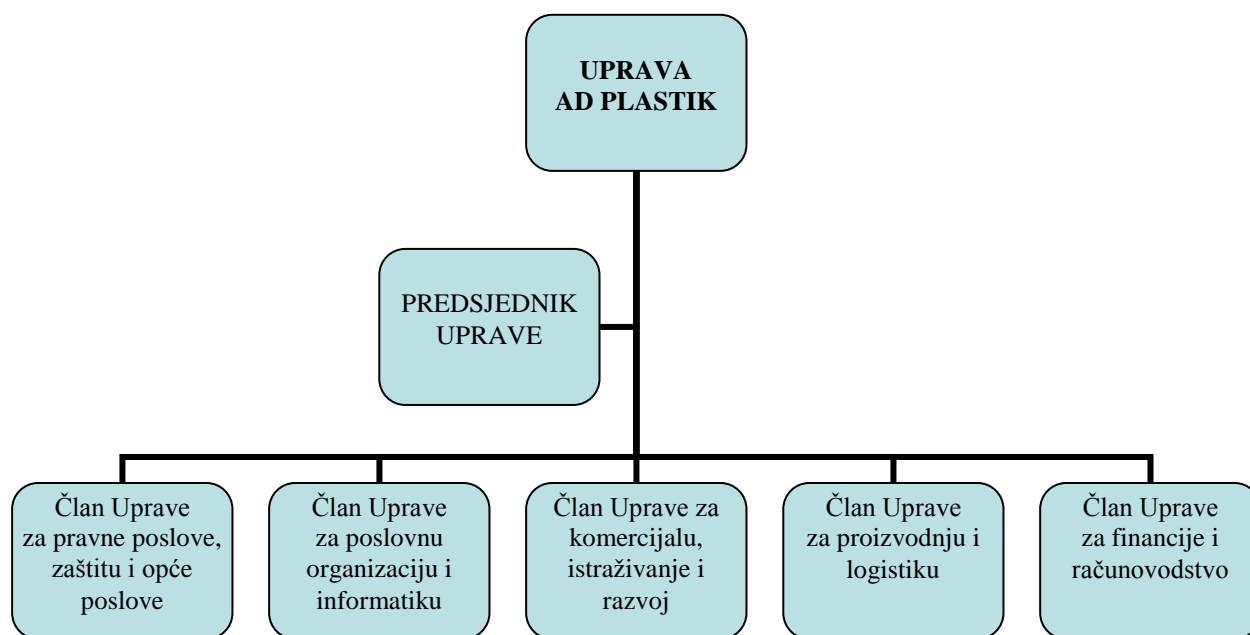 UPRAVA
AD PLASTIK
PREDSJEDNIK
UPRAVE
Član Uprave
za pravne poslove,
zaštitu i opće
poslove
Član Uprave
za poslovnu
organizaciju i
informatiku
Član Uprave za
komercijalu,
istraživanje i
razvoj
Član Uprave
za proizvodnju i
logistiku
Član Uprave
za financije i
računovodstvo